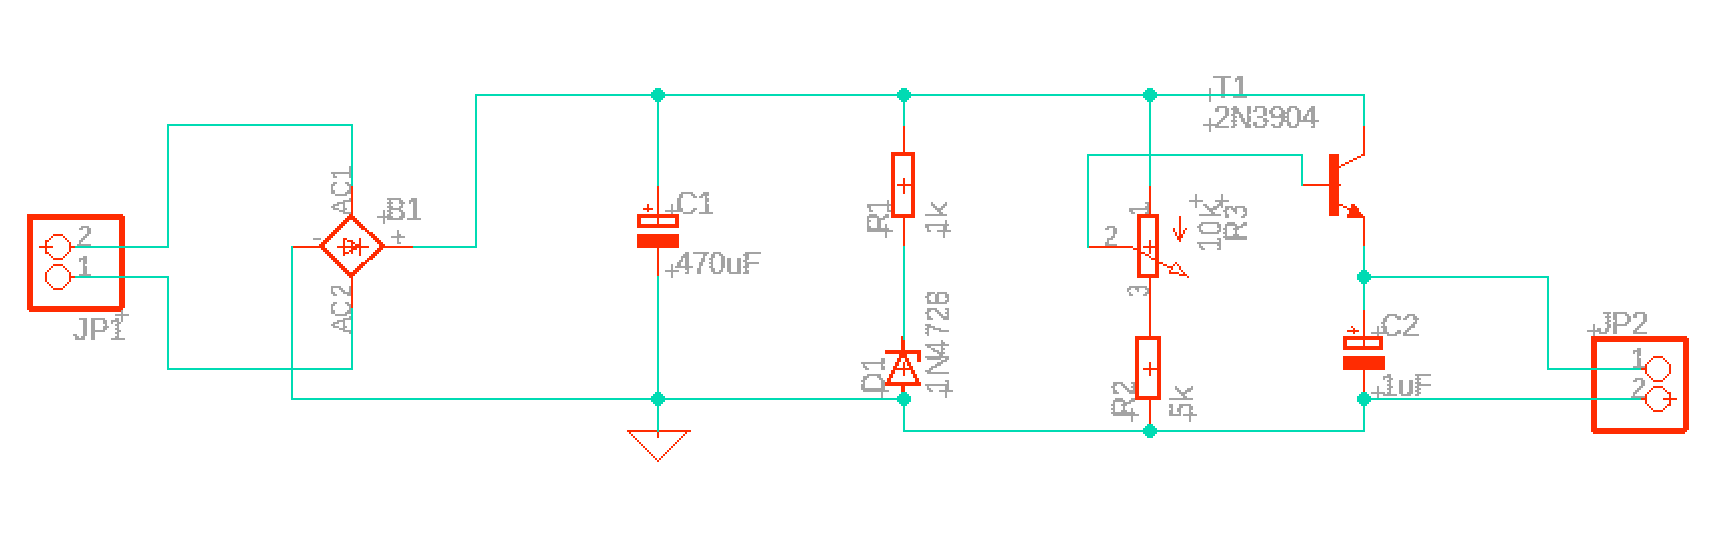 2
1
JP1
AC1
AC2
B1
-
+
C1
470uF
R1
1k
D1
1N4728
T1
2N3904
1
2
3
10k
R3
R2
5k
C2
1uF
JP2
1
2